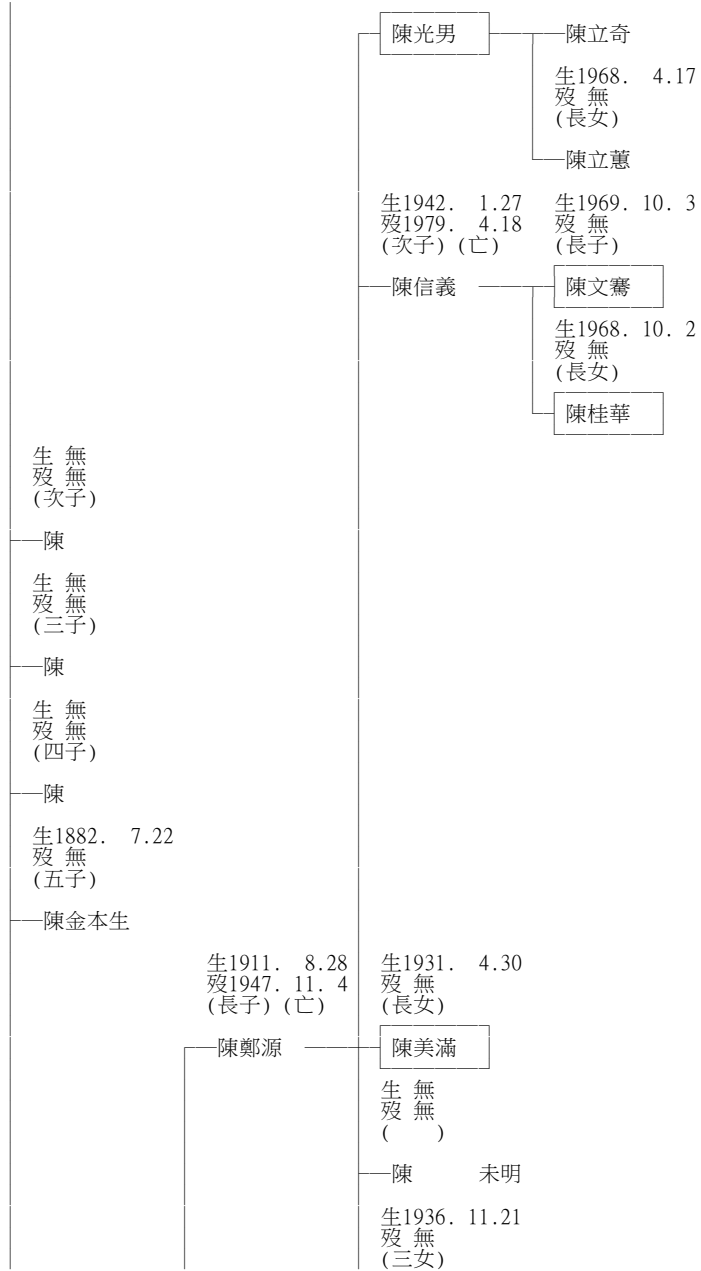 陳光男 陳立奇
生1968. 4.17
歿 無
(長女)
陳立蕙
生1942. 1.27 生1969. 10. 3
歿1979. 4.18 歿 無
(次子)(亡) (長子)
陳信義 陳文騫
生1968. 10. 2
歿 無
(長女)
陳桂華
生 無
歿 無
(次子)
陳
生 無
歿 無
(三子)
陳
生 無
歿 無
(四子)
陳
生1882. 7.22
歿 無
(五子)
陳金本生
生1911. 8.28 生1931. 4.30
歿1947. 11. 4 歿 無
(長子)(亡) (長女)
陳鄭源 陳美滿
生 無
歿 無
( )
陳 未明
生1936. 11.21
歿 無
(三女)